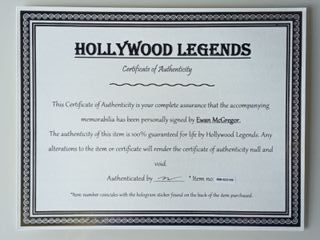 HOLLYWOOD LEGENDS
Certificate of Authenticity
This Certificate of Authenticity is your complete assurance that the accompanying
memorabilia has been personally signed by Ewan McGregor.
The authenticity of this item is 100% guaranteed for life by Hollywood Legends. Any
alterations to the item or certificate will render the certificate of authenticity null and
void.
Authenticated by * Item no:
*Item number coincides with the hologram sticker found on the back of the item purchased.